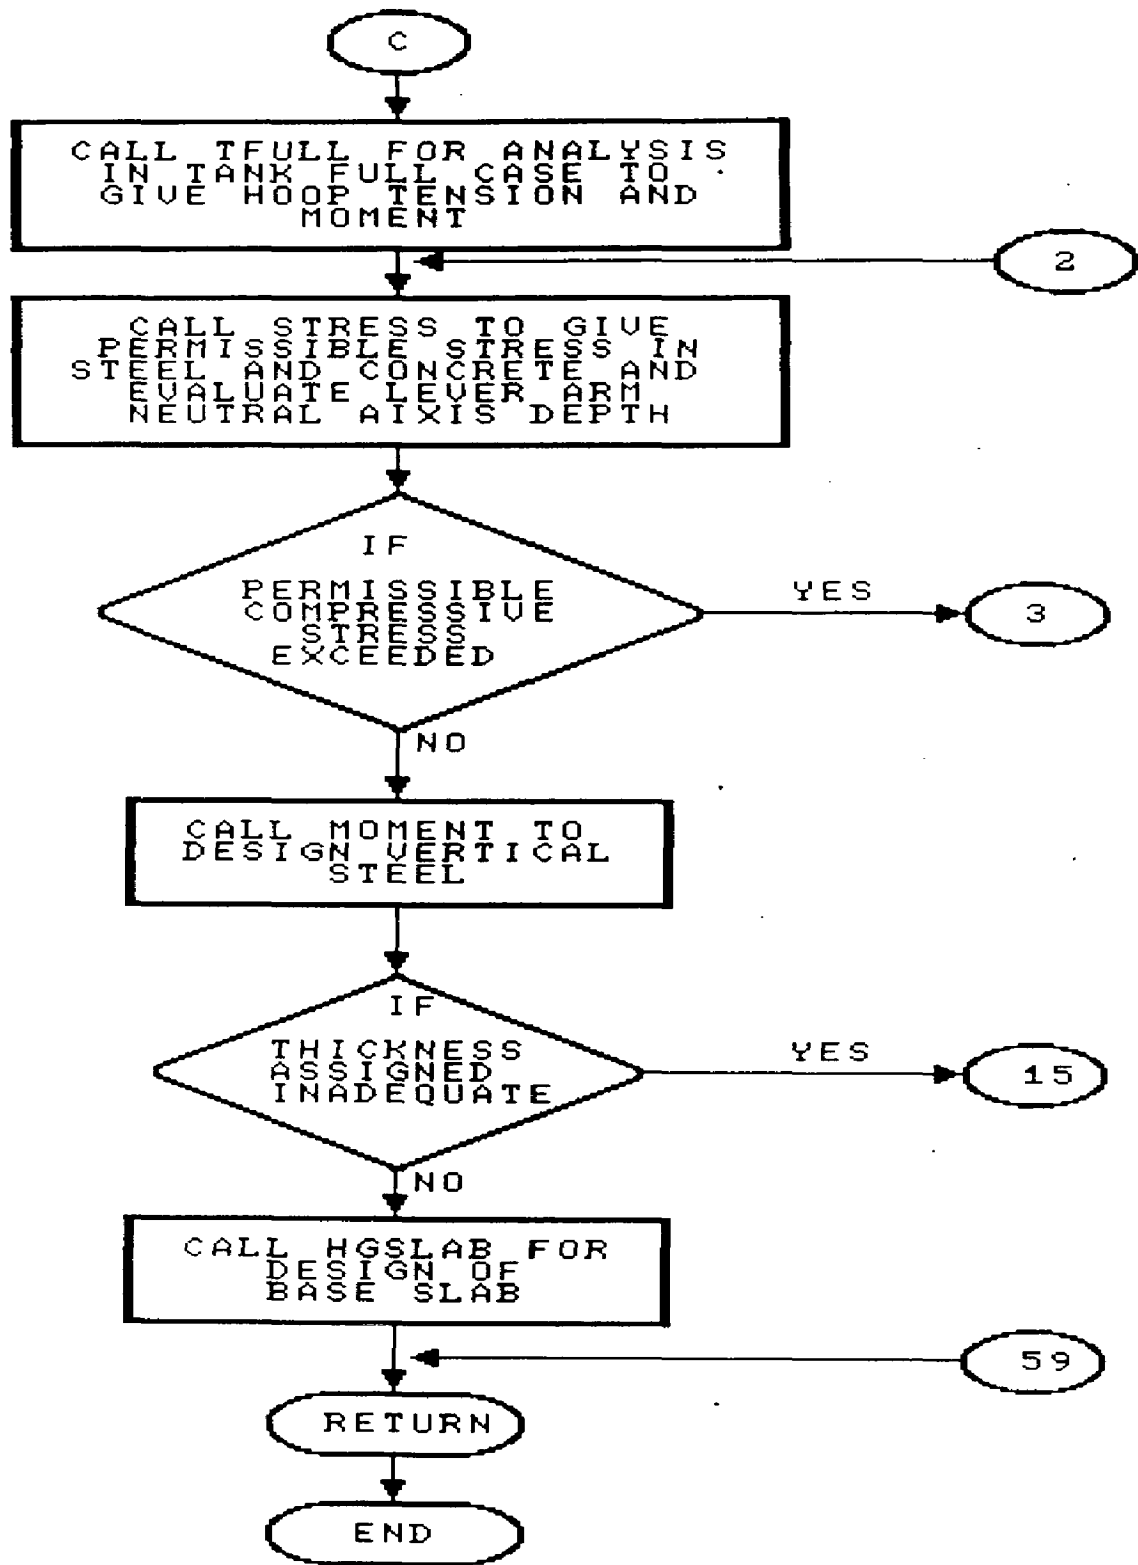 C
CALL TFULL FOR ANALYSIS
IN TANK FULL CASE TO
GIVE HOOP TENSION AND
MOMENT
2
CALL STRESS TO GIVE
PERMISSIBLE STRESS IN
STEEL AND CONCRETE AND
EVALUATE LEVER ARM
NEUTRAL AIXIS DEPTH
IF
PERMISSIBLE
COMPRESSIVE
STRESS
EXCEEDED
YES
3
NO
CALL MOMENT TO
DESIGN VERTICAL
STEEL
IF
THICKNESS
ASSIGNED
INADEQUATE
YES
15
NO
CALL HGSLAB FOR
DESIGN OF
BASE SLAB
59
RETURN
END